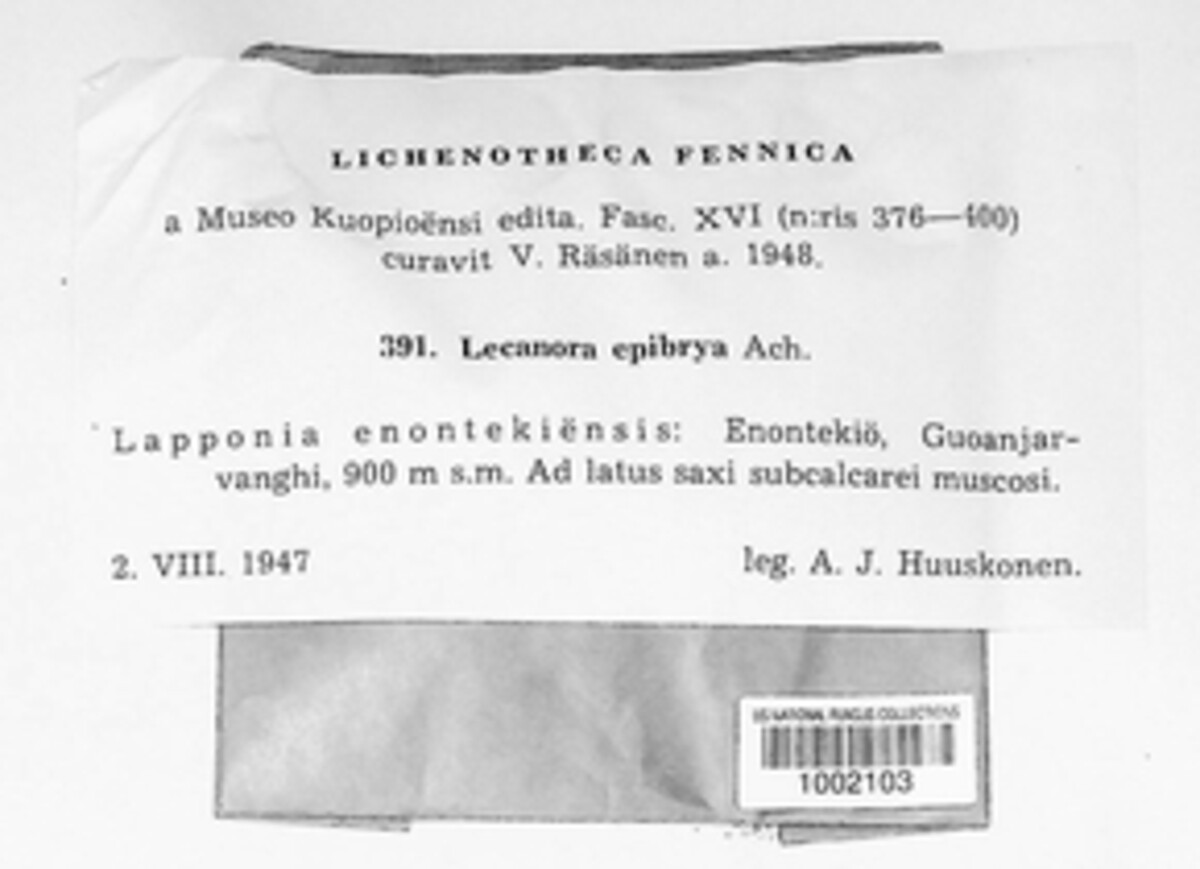 LICHENOTHECA FENNICA
a Museo Kuopioënsi edita. Fasc. XVI (n:ris 376—400)
curavit V. Räsänen a. 1948.
391. Lecanora epibrya Ach.
Lapponia enontekiënsis: Enontekiö, Guoanjar-
vanghi, 900 m s.m. Ad latus saxi subcalcarei muscosi.
2. VIII. 1947 leg. A. J. Huuskonen.
US NATIONAL FUNGUS COLLECTIONS
1002103